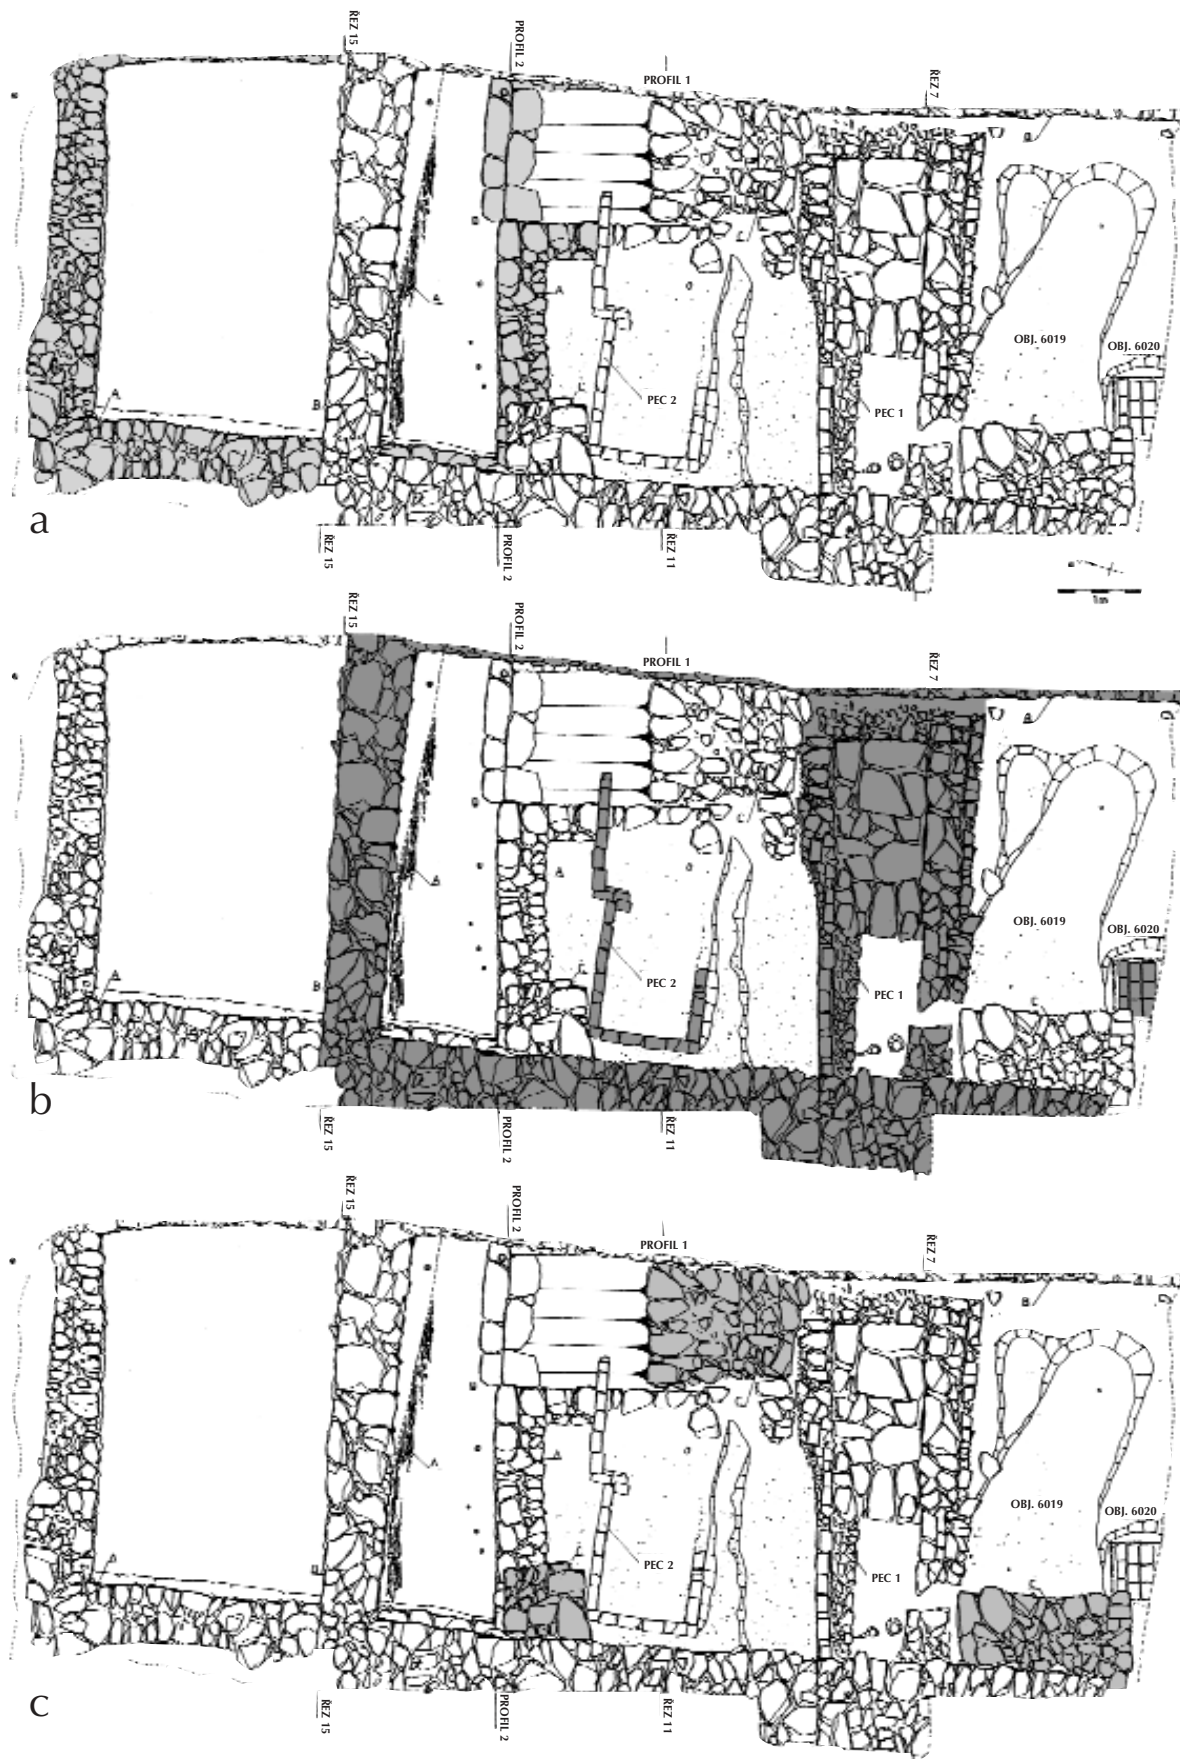 ŘEZ 15
PROFIL 2
PROFIL 1
ŘEZ 7
A
A
A
B
C
OBJ. 6019
OBJ. 6020
PEC 2
PEC 1
a
ŘEZ 15
PROFIL 2
ŘEZ 11
1m
ŘEZ 15
PROFIL 2
PROFIL 1
ŘEZ 7
A
A
A
B
C
OBJ. 6019
OBJ. 6020
PEC 2
PEC 1
b
ŘEZ 15
PROFIL 2
ŘEZ 11
ŘEZ 15
PROFIL 2
PROFIL 1
ŘEZ 7
B
A
A
OBJ. 6019
OBJ. 6020
PEC 2
PEC 1
c
ŘEZ 15
PROFIL 2
ŘEZ 11